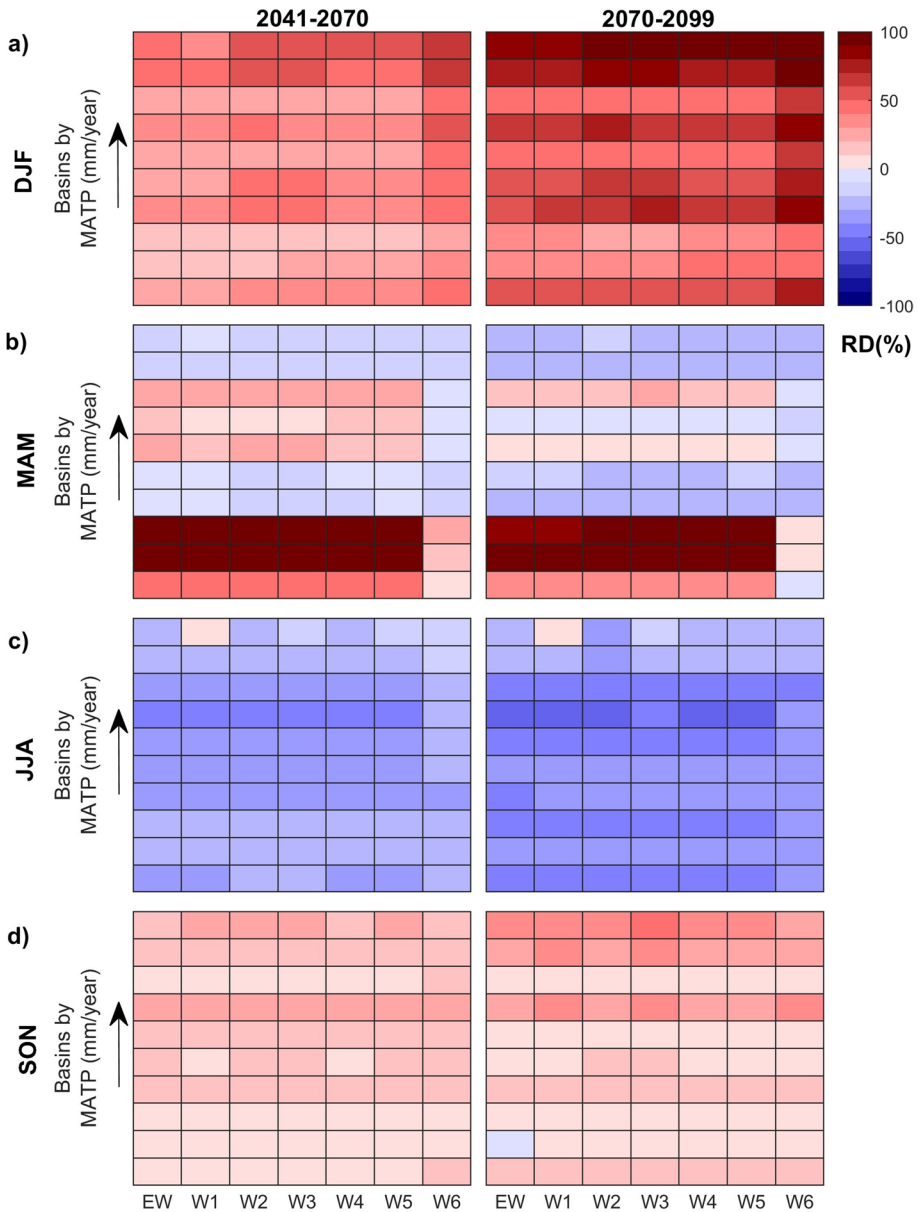 2041-2070
2070-2099
a)
DJF
Basins by
MATP (mm/year)
100
50
0
-50
-100
RD(%)
b)
MAM
Basins by
MATP (mm/year)
c)
JJA
Basins by
MATP (mm/year)
d)
SON
Basins by
MATP (mm/year)
EW W1 W2 W3 W4 W5 W6
EW W1 W2 W3 W4 W5 W6